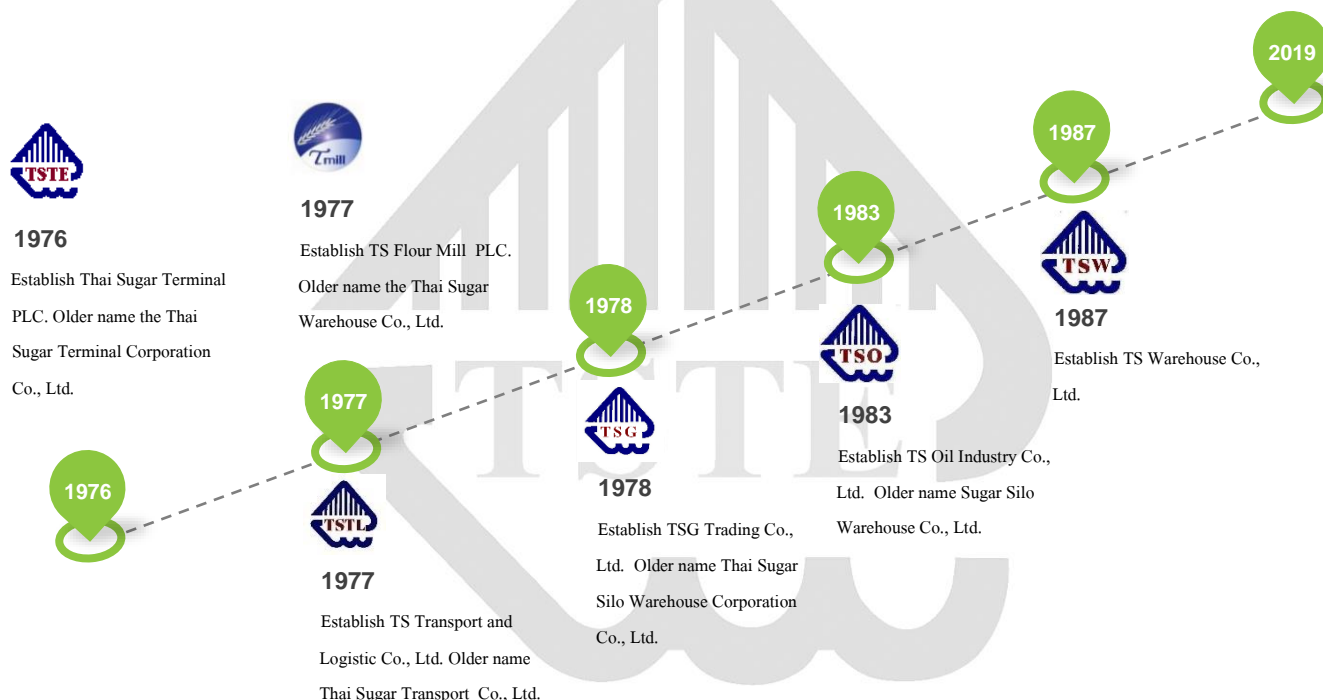 TSTE
1976
Establish Thai Sugar Terminal
PLC. Older name the Thai
Sugar Terminal Corporation
Co., Ltd.
1976
Tmill
1977
Establish TS Flour Mill PLC.
Older name the Thai Sugar
Warehouse Co., Ltd.
1977
TSTL
1977
Establish TS Transport and
Logistic Co., Ltd. Older name
Thai Sugar Transport Co., Ltd.
1978
TSG
1978
Establish TSG Trading Co.,
Ltd. Older name Thai Sugar
Silo Warehouse Corporation
Co., Ltd.
1983
TSO
1983
Establish TS Oil Industry Co.,
Ltd. Older name Sugar Silo
Warehouse Co., Ltd.
1987
TSW
1987
Establish TS Warehouse Co.,
Ltd.
2019
TSTE